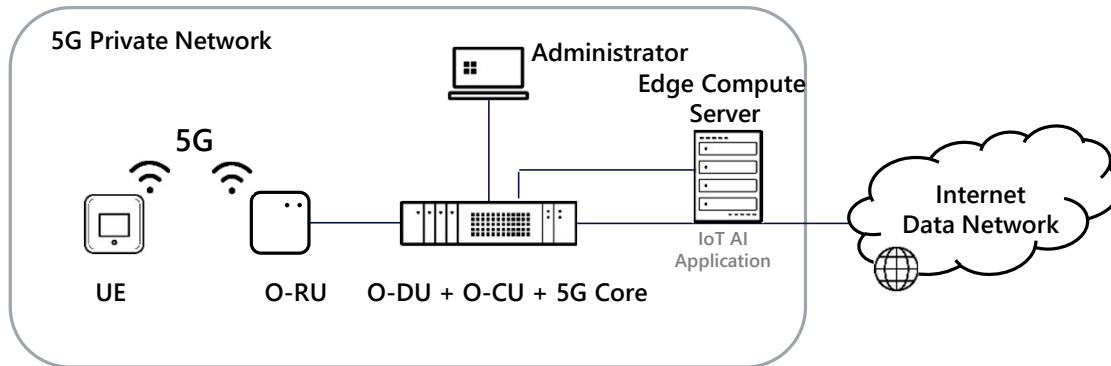 5G Private Network
Administrator
Edge Compute
Server
5G
Internet
Data Network
IoT AI
Application
UE
O-RU
O-DU + O-CU + 5G Core